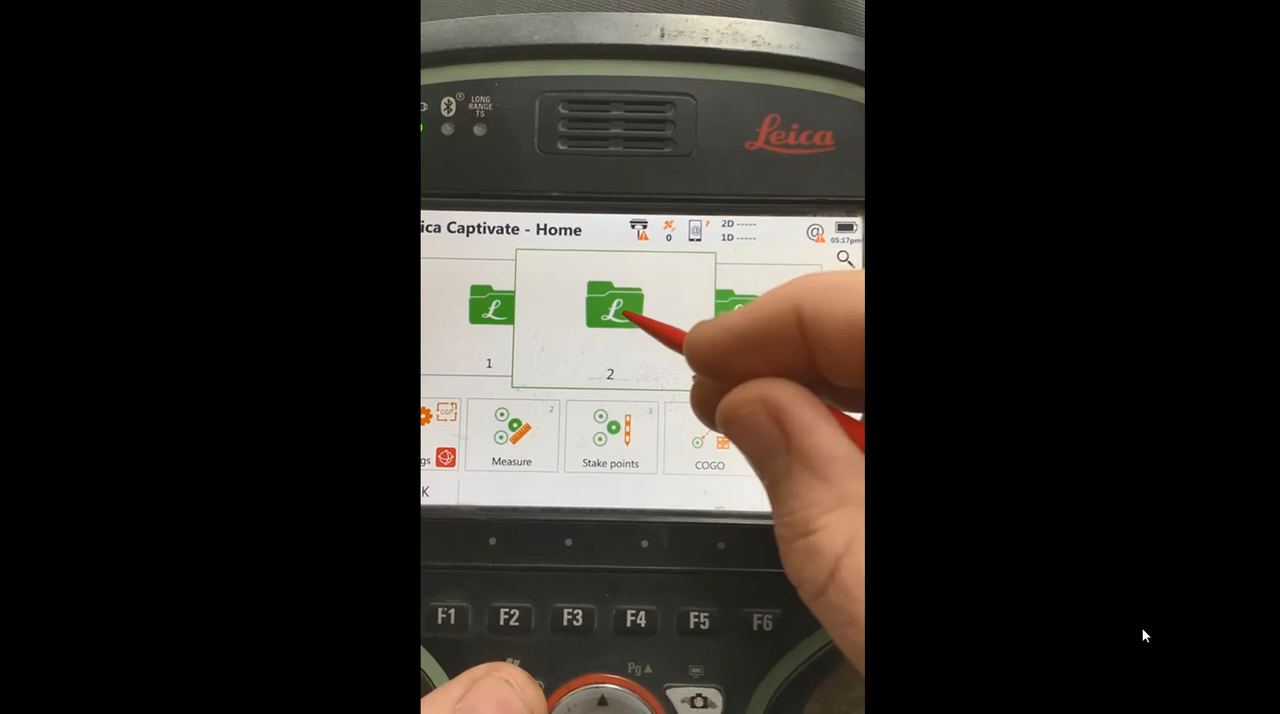 LONG
RANGE
TS
Leica
ica Captivate - Home
2D -----
1D -----
0
@
@
05:17pm
L
L
1
2
2
3
gs
Measure
Stake points
COGO
K
F1
F2
F3
F4
F5
F6
Pg▲